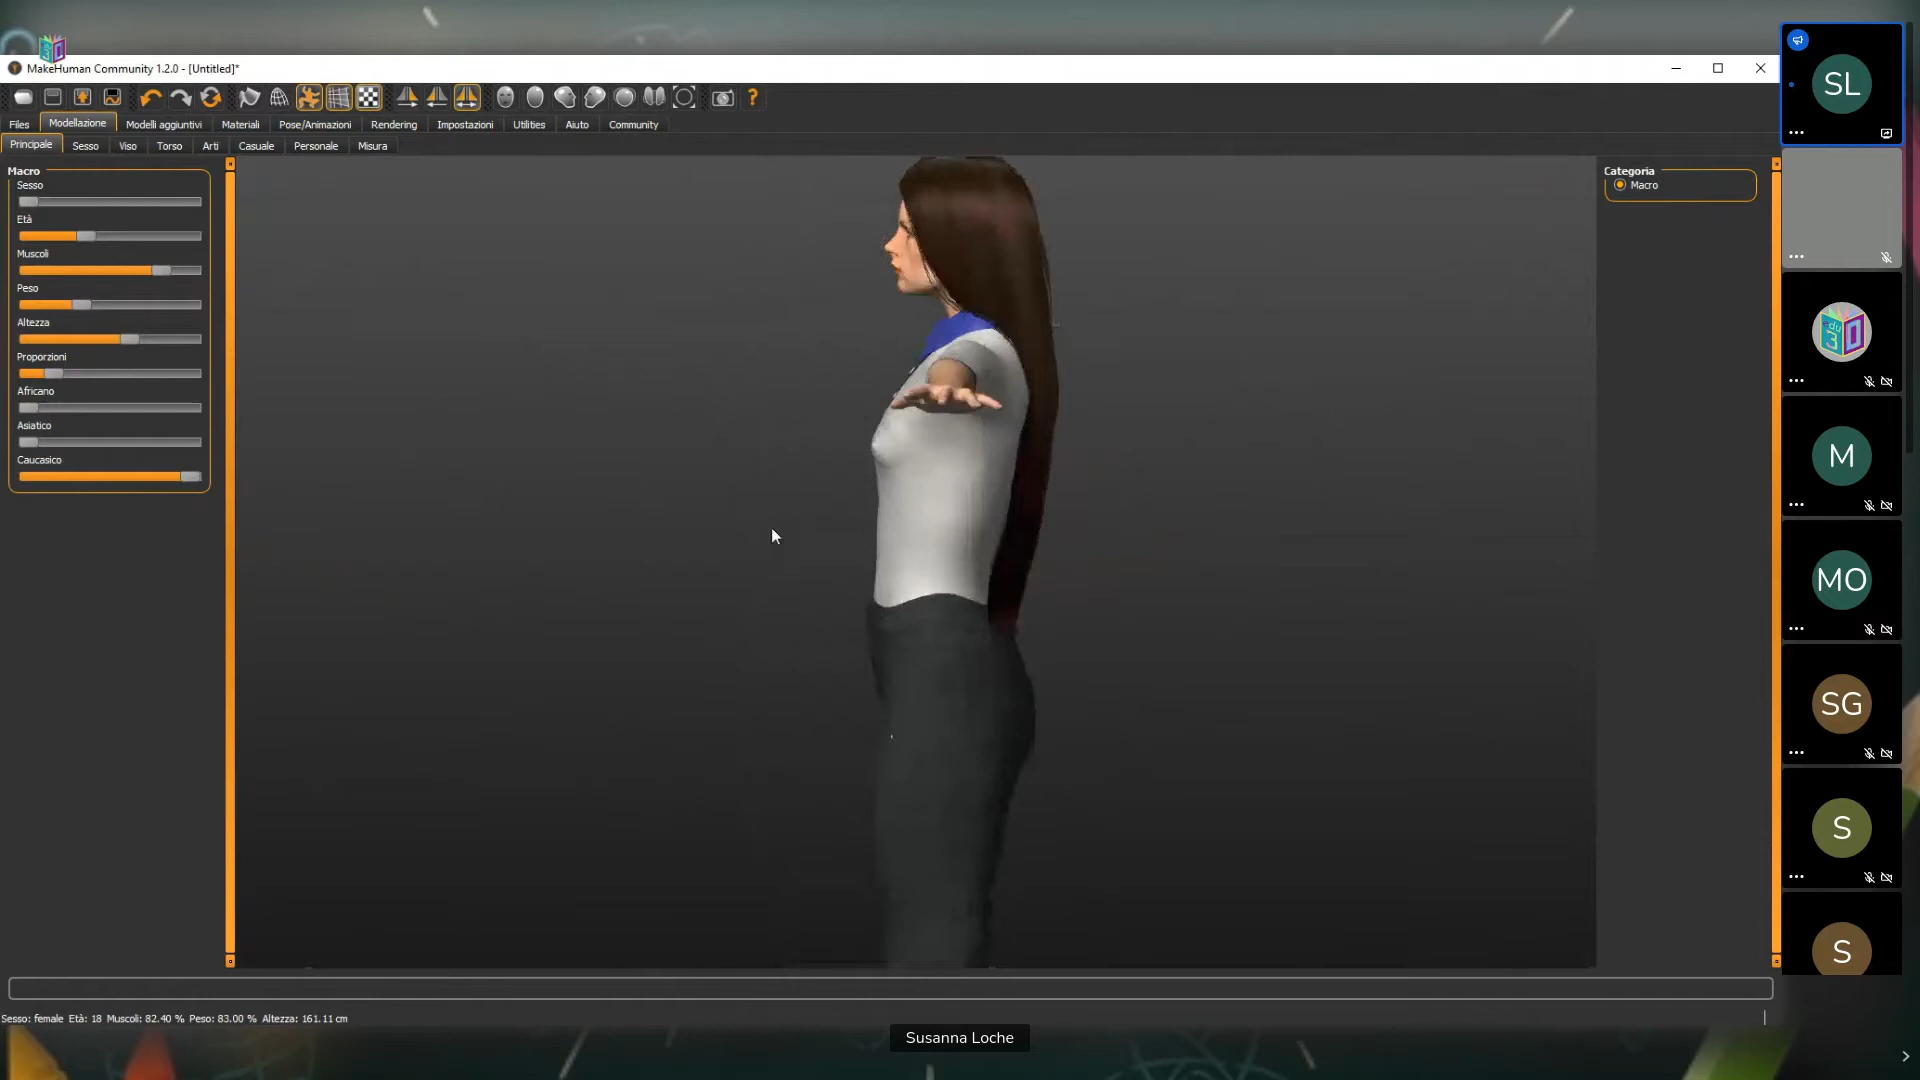 MakeHuman Community 1.2.0 - [Untitled]*
Files Modellazione Modelli aggiuntivi Materiali Pose/Animazioni Rendering Impostazioni Utilities Aiuto Community
Principale Sesso Viso Torso Arti Casuale Personale Misura
Macro
Sesso
Età
Muscoli
Peso
Altezza
Proporzioni
Africano
Asiatico
Caucasico
Categoria
Macro
SL
edu
3D
M
MO
SG
S
S
Sesso: female Età: 18 Muscoli: 82.40 % Peso: 83.00 % Altezza: 161.11 cm
Susanna Loche